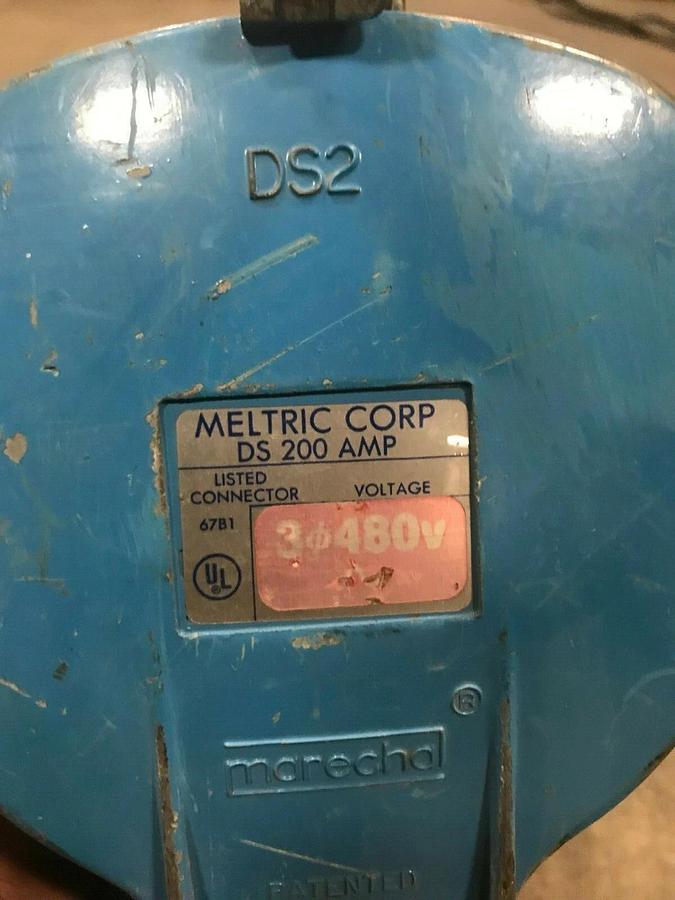 DS2
MELTRIC CORP
DS 200 AMP
LISTED
CONNECTOR
VOLTAGE
67B1
3ϕ480v
UL
®
marechal
PATENTED